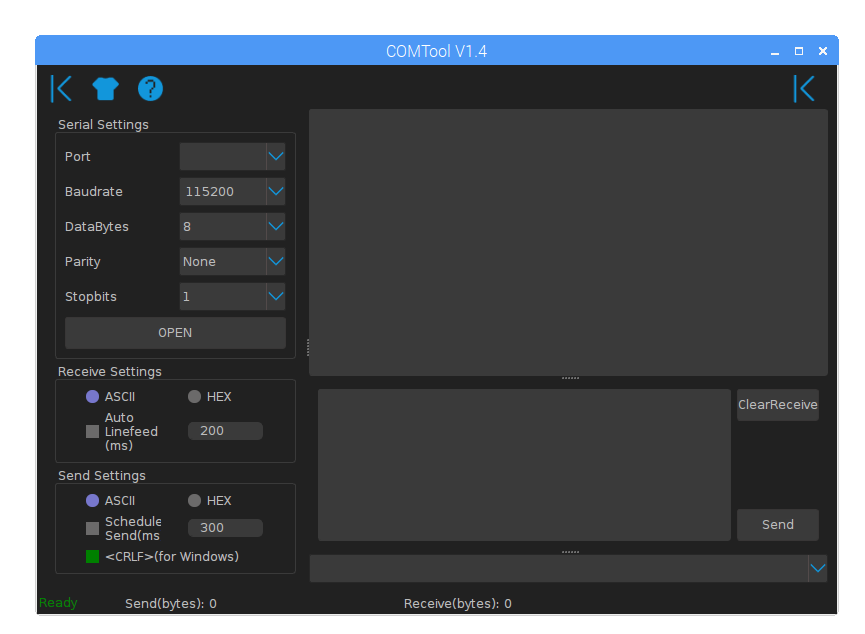 COMTool V1.4
Serial Settings
Port
Baudrate 115200
DataBytes 8
Parity None
Stopbits 1
OPEN
Receive Settings
ASCII HEX
Auto
Linefeed 200
(ms)
ClearReceive
Send Settings
ASCII HEX
Schedule
Send(ms 300
<CRLF>(for Windows)
Send
Ready Send(bytes): 0 Receive(bytes): 0